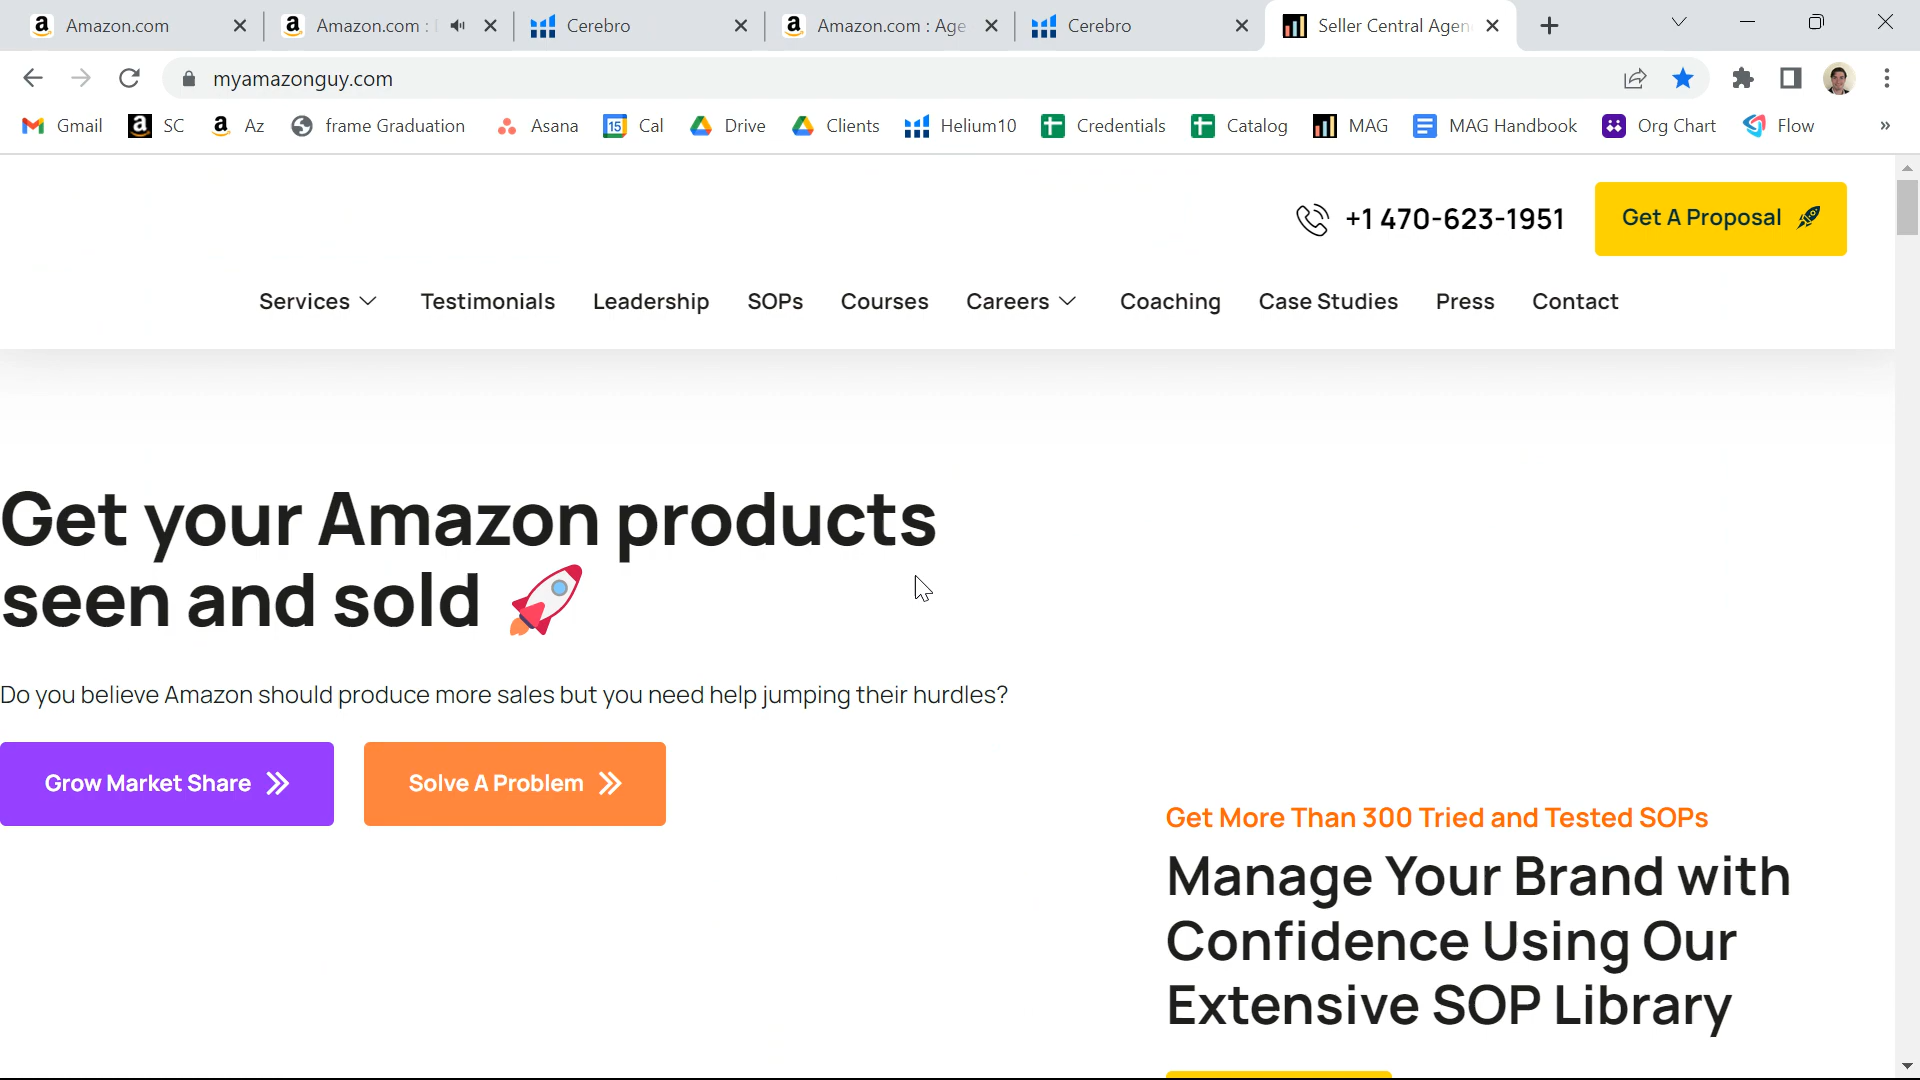 Amazon.com
Amazon.com :
Cerebro
Amazon.com : Age
Cerebro
Seller Central Agen
myamazonguy.com
Gmail
SC
Az
frame Graduation
Asana
15
Cal
Drive
Clients
Helium10
Credentials
Catalog
MAG
MAG Handbook
Org Chart
Flow
»
+1 470-623-1951
Get A Proposal
Services
Testimonials
Leadership
SOPs
Courses
Careers
Coaching
Case Studies
Press
Contact
Get your Amazon products
seen and sold 🚀
Do you believe Amazon should produce more sales but you need help jumping their hurdles?
Grow Market Share
Solve A Problem
Get More Than 300 Tried and Tested SOPs
Manage Your Brand with
Confidence Using Our
Extensive SOP Library